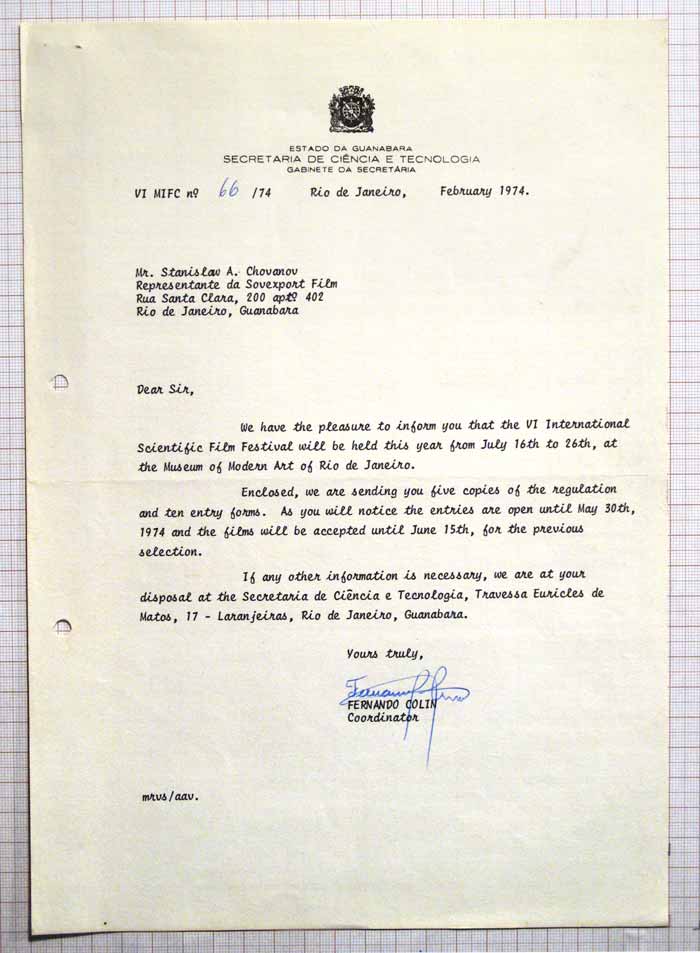 ESTADO DA GUANABARA
SECRETARIA DE CIÊNCIA E TECNOLOGIA
GABINETE DA SECRETÁRIA
VI MIFC nº 66 /74 Rio de Janeiro, February 1974.
Mr. Stanislaw A. Chovanov
Representante da Sovexport Film
Rua Santa Clara, 200 aptº 402
Rio de Janeiro, Guanabara
Dear Sir,
We have the pleasure to inform you that the VI International
Scientific Film Festival will be held this year from July 16th to 26th, at
the Museum of Modern Art of Rio de Janeiro.
Enclosed, we are sending you five copies of the regulation
and ten entry forms. As you will notice the entries are open until May 30th,
1974 and the films will be accepted until June 15th, for the previous
selection.
If any other information is necessary, we are at your
disposal at the Secretaria de Ciência e Tecnologia, Travessa Euricles de
Matos, 17 - Laranjeiras, Rio de Janeiro, Guanabara.
Yours truly,
FERNANDO COLIN
Coordinator
mrvs/aav.